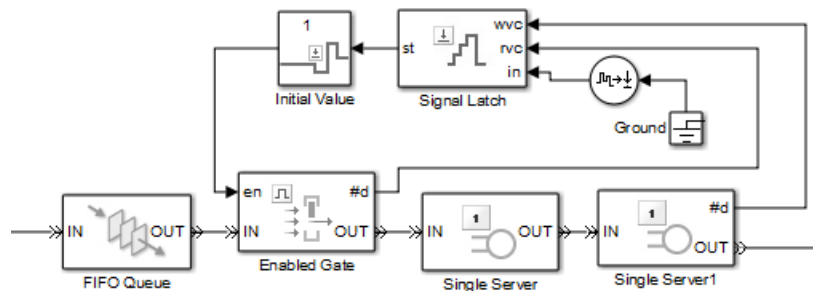 1
Initial Value
st
wvc
rvc
in
Signal Latch
Ground
IN
OUT
FIFO Queue
en
#d
IN
OUT
Enabled Gate
1
IN
OUT
Single Server
1
#d
IN
OUT
Single Server1